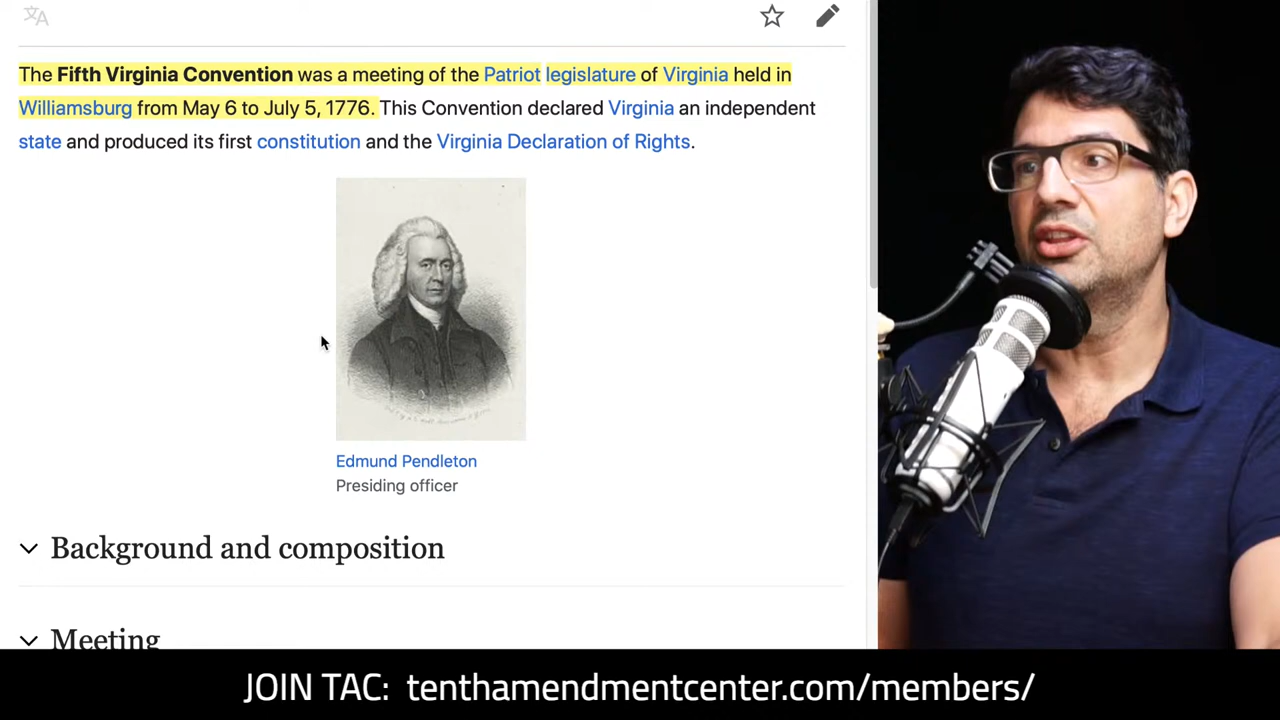 The Fifth Virginia Convention was a meeting of the Patriot legislature of Virginia held in
Williamsburg from May 6 to July 5, 1776. This Convention declared Virginia an independent
state and produced its first constitution and the Virginia Declaration of Rights.
Edmund Pendleton
Presiding officer
Background and composition
Meeting
JOIN TAC: tenthamendmentcenter.com/members/